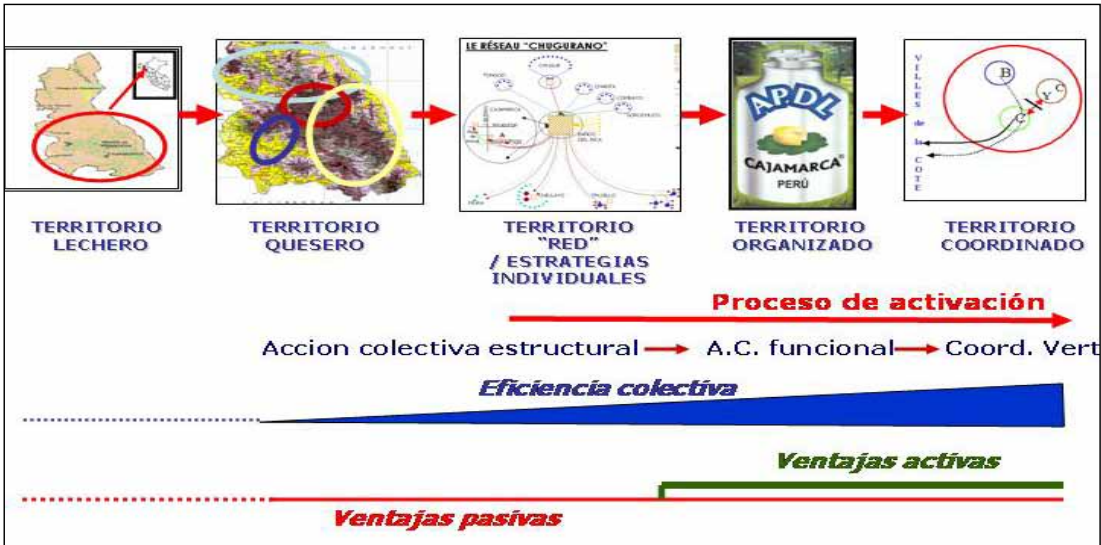 LE RÉSEAU "CHUGURANO"
APDL
CAJAMARCA
PERÚ
VILLES de la COTE
B
C
Y
C
TERRITORIO
LECHERO
TERRITORIO
QUESERO
TERRITORIO
"RED"
/ ESTRATEGIAS
INDIVIDUALES
TERRITORIO
ORGANIZADO
TERRITORIO
COORDINADO
Proceso de activación
Accion colectiva estructural
A.C. funcional
Coord. Vert
Eficiencia colectiva
Ventajas activas
Ventajas pasivas